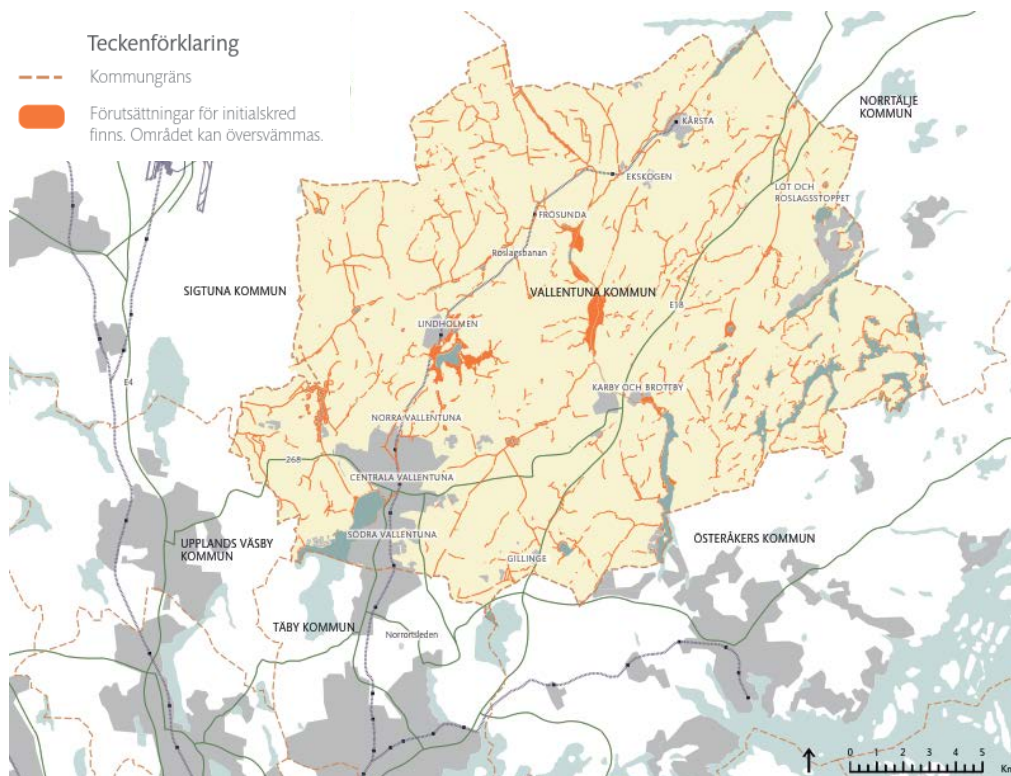 Teckenförklaring
Kommungräns
Förutsättningar för initialskred
finns. Området kan översvämmas.
NORRTÄLJE
KOMMUN
KÅRSTA
EKSKOGEN
LÖT OCH
ROSLAGSSTOPPET
FRÖSUNDA
Roslagsbanan
SIGTUNA KOMMUN
VALLENTUNA KOMMUN
E18
LINDHOLMEN
E4
KARBY OCH BROTTBY
NORRA VALLENTUNA
268
CENTRALA VALLENTUNA
SÖDRA VALLENTUNA
UPPLANDS VÄSBY
KOMMUN
ÖSTERÅKERS KOMMUN
GILLINGE
TÄBY KOMMUN
Norrortsleden
0 1 2 3 4 5
Km